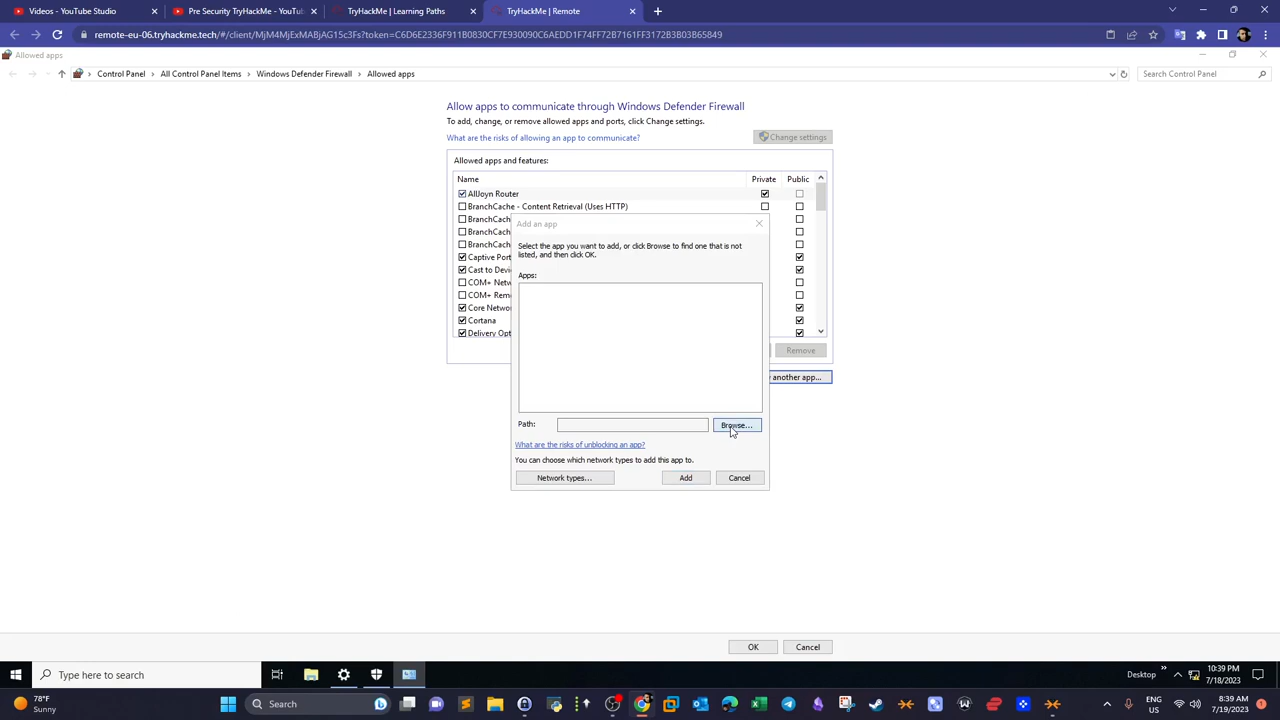 Videos - YouTube
Pre Security TryHackMe - YouTub
TryHackMe | Learning Paths
TryHackMe | Remote
remote-eu-06.tryhackme.tech/#/client/MjM4MjExMABjAG15c3Fs?token=C6D6E2336F911B0830CF7E930090C6AEDD1F74FF72B7161FF3172B3B03B65849
Allowed apps
Control Panel > All Control Panel Items > Windows Defender Firewall > Allowed apps
Search Control Panel
Allow apps to communicate through Windows Defender Firewall
To add, change, or remove allowed apps and ports, click Change settings.
What are the risks of allowing an app to communicate?
Change settings
Allowed apps and features:
Name Private Public
AllJoyn Router
BranchCache - Content Retrieval (Uses HTTP)
BranchCache
BranchCache
BranchCache
Captive Port
Cast to Devic
COM+ Netw
COM+ Remo
Core Networ
Cortana
Delivery Opt
Add an app
Select the app you want to add, or click Browse to find one that is not
listed, and then click OK.
Apps:
Path:
Browse...
What are the risks of unblocking an app?
You can choose which network types to add this app to.
Network types...
Add
Cancel
Remove
another app...
OK
Cancel
Type here to search
Desktop
10:39 PM
7/18/2023
78°F
Sunny
Search
ENG
US
8:39 AM
7/19/2023